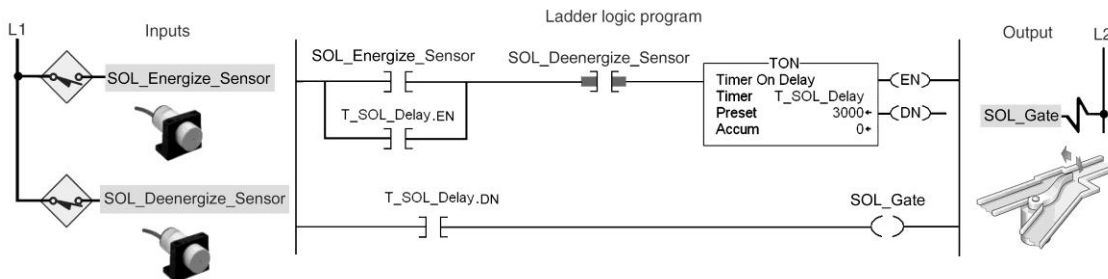 Ladder logic program
L1
Inputs
Output
L2
SOL_Energize_Sensor
SOL_Deenergize_Sensor
SOL_Energize_Sensor
TON
Timer On Delay
EN
Timer T_SOL_Delay
T_SOL_Delay.EN
Preset 3000
DN
Accum 0
SOL_Gate
SOL_Deenergize_Sensor
T_SOL_Delay.DN
SOL_Gate